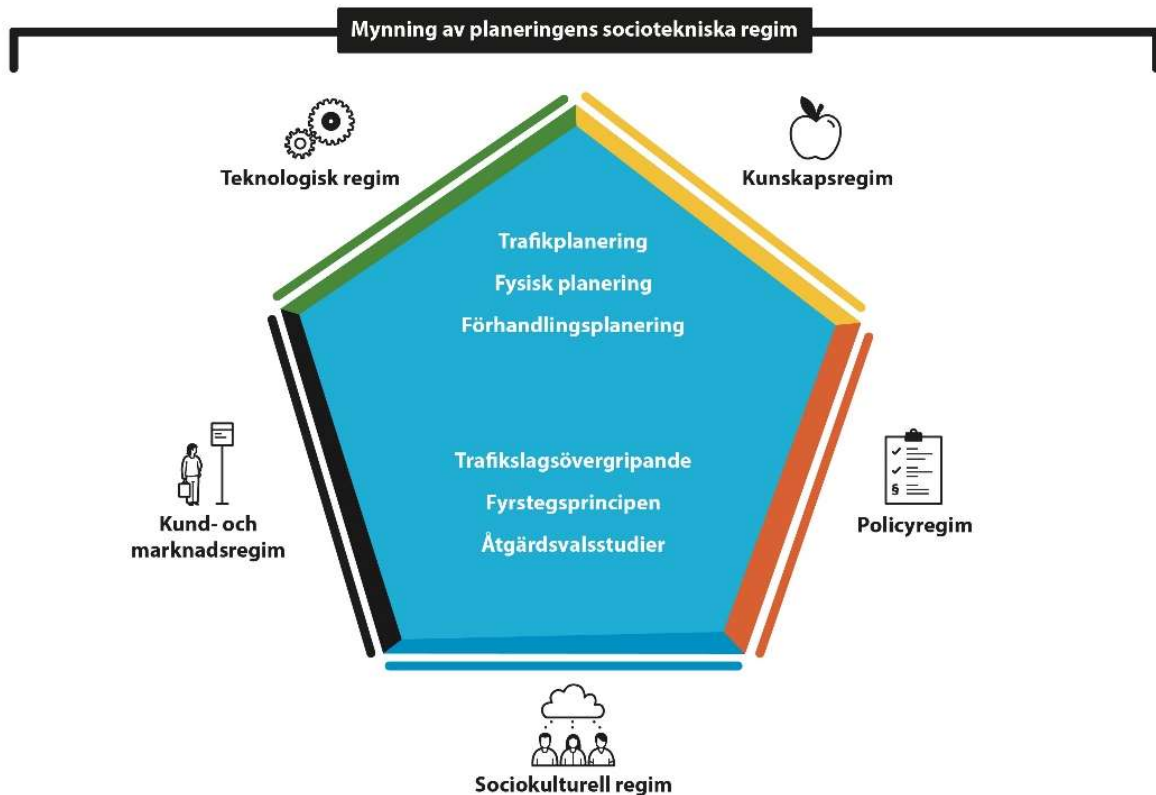 Mynning av planeringens sociotekniska regim
Teknologisk regim
Kunskapsregim
Trafikplanering
Fysisk planering
Förhandlingsplanering
Trafikslagsövergripande
Fyrstegsprincipen
Åtgärdsvalsstudier
Kund- och
marknadsregim
§
Policyregim
Sociokulturell regim